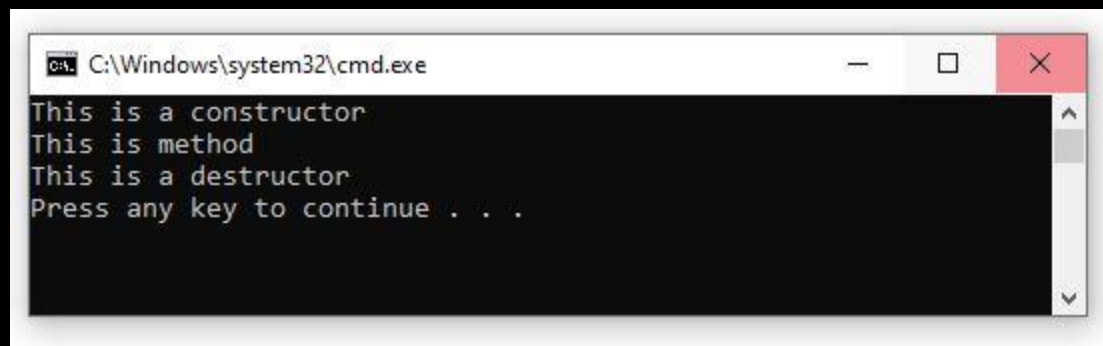 C:\Windows\system32\cmd.exe
This is a constructor
This is method
This is a destructor
Press any key to continue . . .